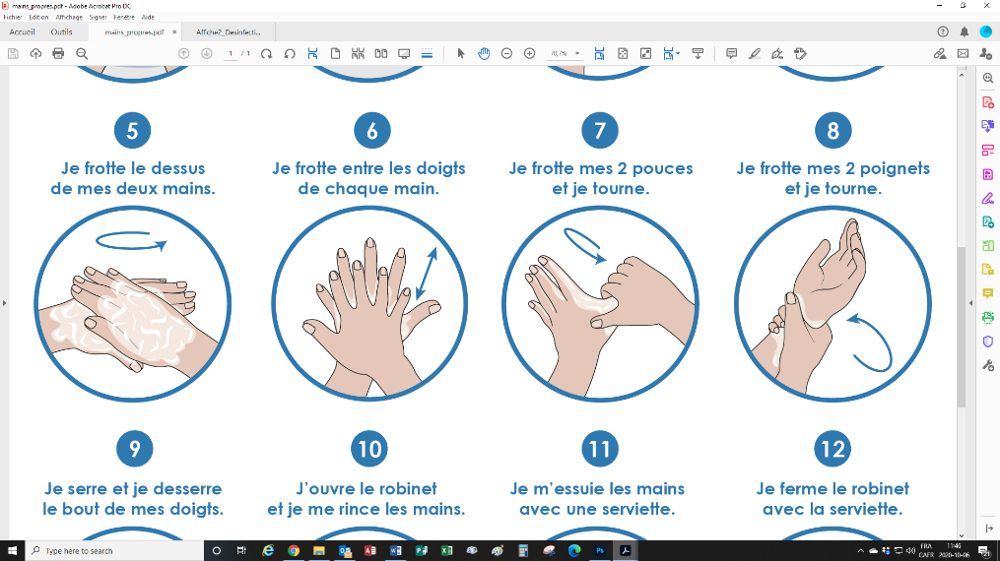 mains_propres.pdf - Adobe Acrobat Pro DC
Fichier Edition Affichage Signer Fenêtre Aide
Accueil Outils mains_propres.pdf × Affiche2_Desinfecti...
1 / 1 70,7%
5
Je frotte le dessus
de mes deux mains.
6
Je frotte entre les doigts
de chaque main.
7
Je frotte mes 2 pouces
et je tourne.
8
Je frotte mes 2 poignets
et je tourne.
9
Je serre et je desserre
le bout de mes doigts.
10
J'ouvre le robinet
et je me rince les mains.
11
Je m'essuie les mains
avec une serviette.
12
Je ferme le robinet
avec la serviette.
Type here to search
FRA 11:46
CAFR 2020-10-06
21